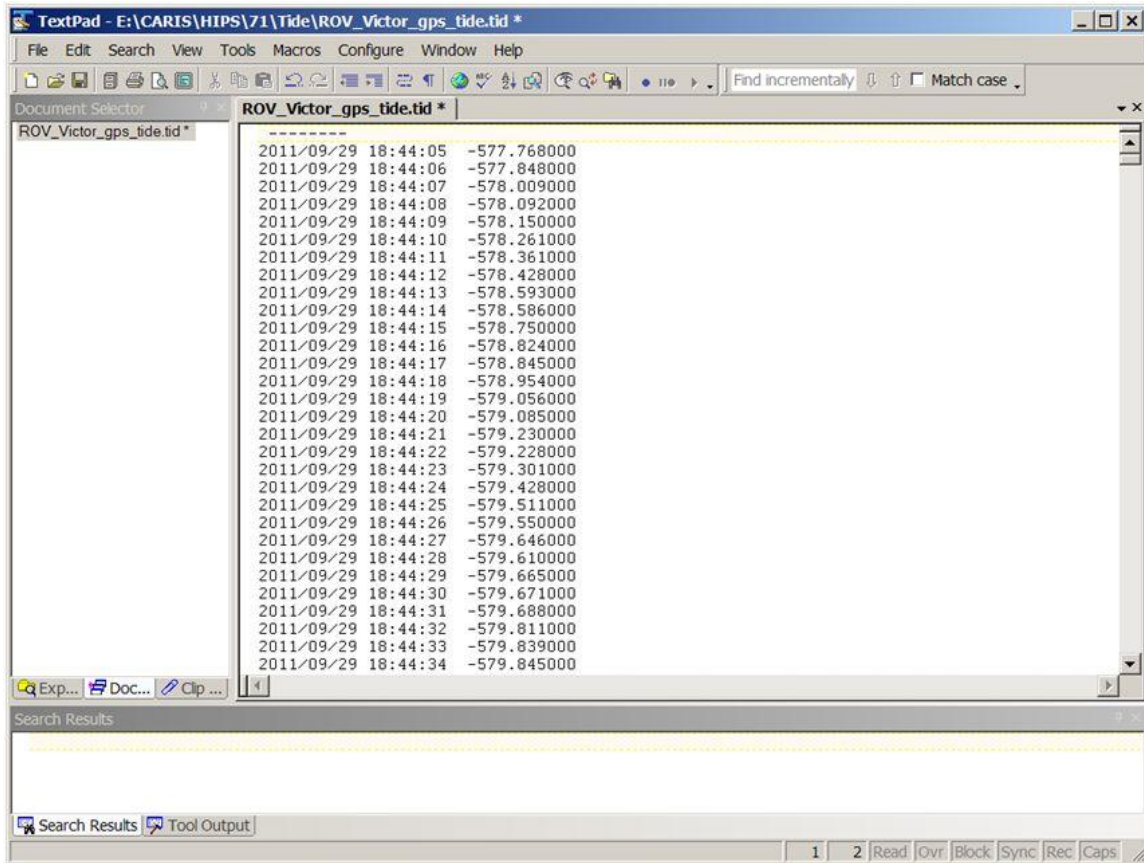 TextPad - E:\CARIS\HIPS\71\Tide\ROV_Victor_gps_tide.tid *
File Edit Search View Tools Macros Configure Window Help
Find incrementally Match case
Document Selector
ROV_Victor_gps_tide.tid *
ROV_Victor_gps_tide.tid *
--------
2011/09/29 18:44:05 -577.768000
2011/09/29 18:44:06 -577.848000
2011/09/29 18:44:07 -578.009000
2011/09/29 18:44:08 -578.092000
2011/09/29 18:44:09 -578.150000
2011/09/29 18:44:10 -578.261000
2011/09/29 18:44:11 -578.361000
2011/09/29 18:44:12 -578.428000
2011/09/29 18:44:13 -578.593000
2011/09/29 18:44:14 -578.586000
2011/09/29 18:44:15 -578.750000
2011/09/29 18:44:16 -578.824000
2011/09/29 18:44:17 -578.845000
2011/09/29 18:44:18 -578.954000
2011/09/29 18:44:19 -579.056000
2011/09/29 18:44:20 -579.085000
2011/09/29 18:44:21 -579.230000
2011/09/29 18:44:22 -579.228000
2011/09/29 18:44:23 -579.301000
2011/09/29 18:44:24 -579.428000
2011/09/29 18:44:25 -579.511000
2011/09/29 18:44:26 -579.550000
2011/09/29 18:44:27 -579.646000
2011/09/29 18:44:28 -579.610000
2011/09/29 18:44:29 -579.665000
2011/09/29 18:44:30 -579.671000
2011/09/29 18:44:31 -579.688000
2011/09/29 18:44:32 -579.811000
2011/09/29 18:44:33 -579.839000
2011/09/29 18:44:34 -579.845000
Exp... Doc... Clip ...
Search Results
Search Results Tool Output
1 2 Read Ovr Block Sync Rec Caps